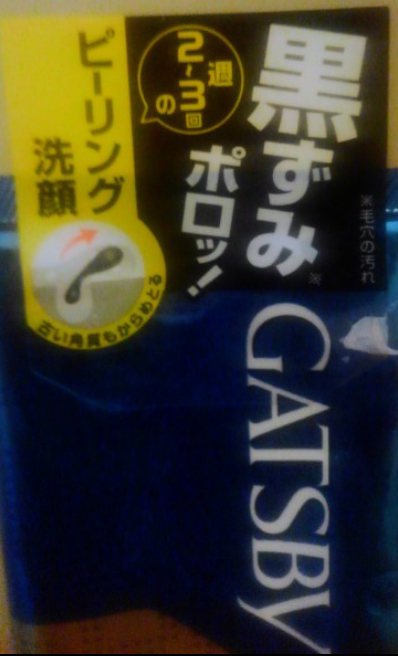 ※毛穴の汚れ
黒ずみ※
週2~3回の
ポロッ!
ピーリング
洗顔
古い角質もからめとる
GATSBY